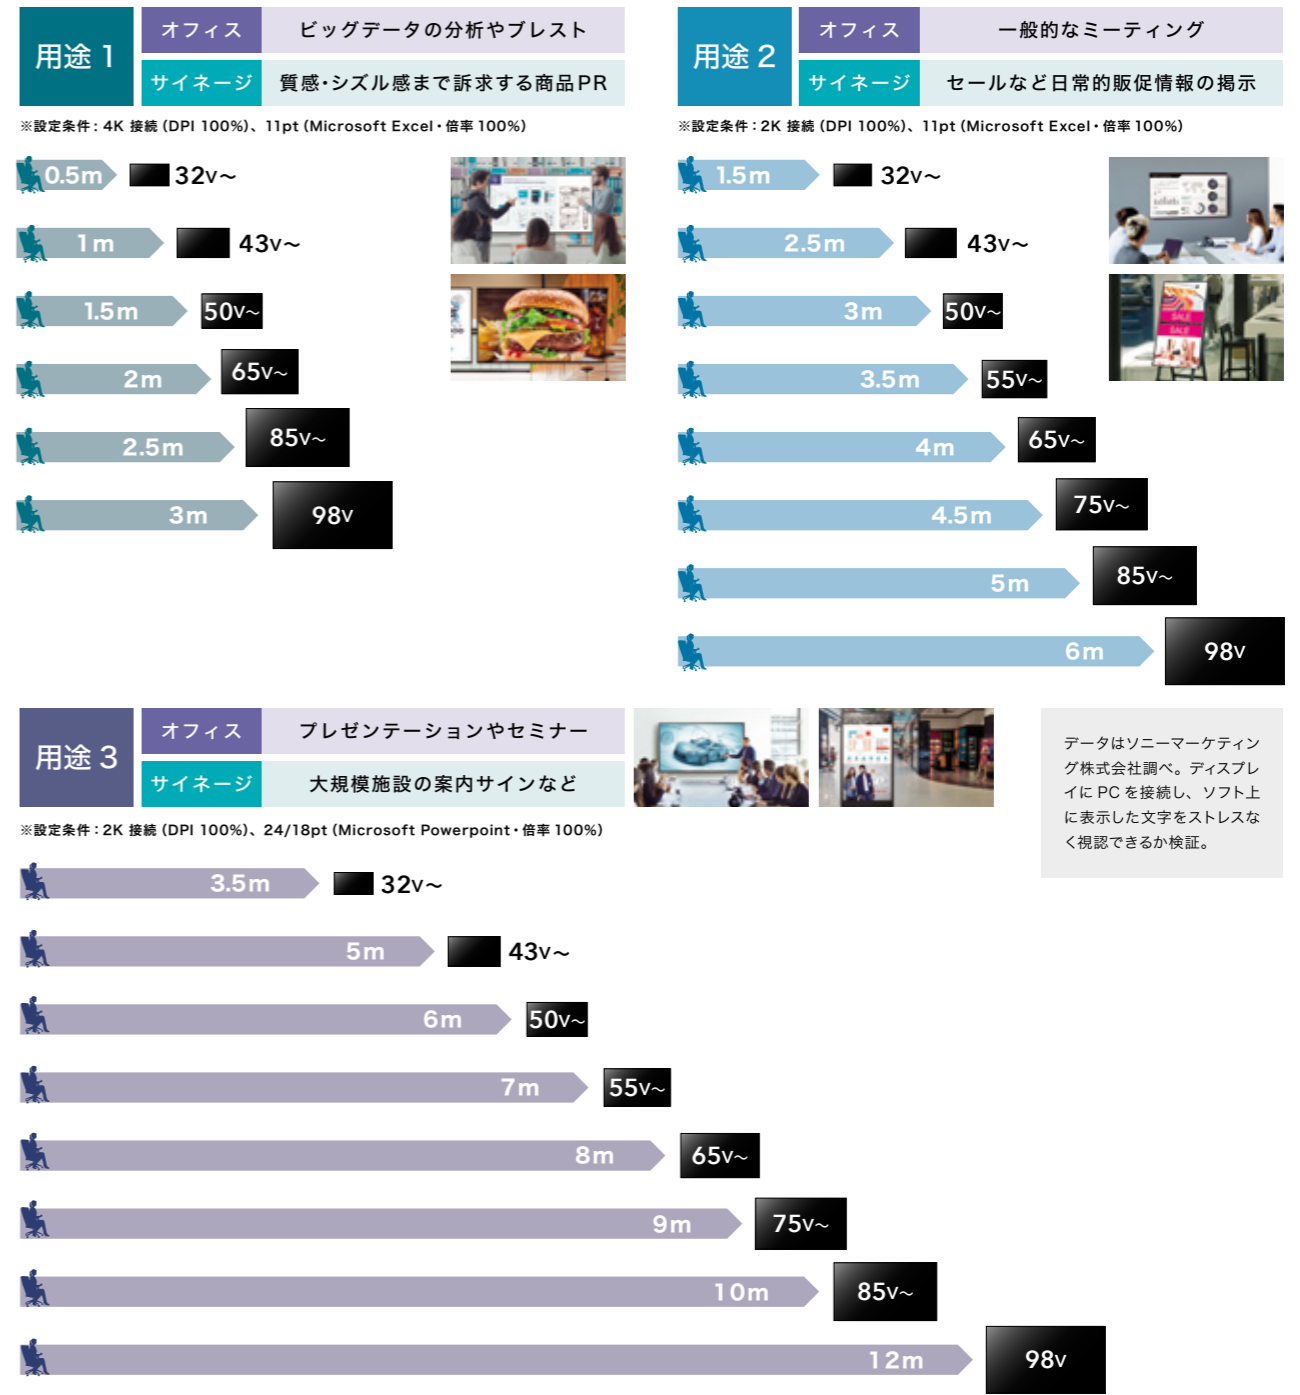 用途 1
オフィス ビッグデータの分析やブレスト
サイネージ 質感・シズル感まで訴求する商品PR
※設定条件：4K 接続（DPI 100%）、11pt（Microsoft Excel・倍率100%）
0.5m 32V～
1m 43V～
1.5m 50V～
2m 65V～
2.5m 85V～
3m 98V
用途 2
オフィス 一般的なミーティング
サイネージ セールなど日常的販促情報の掲示
※設定条件：2K 接続（DPI 100%）、11pt（Microsoft Excel・倍率100%）
1.5m 32V～
2.5m 43V～
3m 50V～
3.5m 55V～
4m 65V～
4.5m 75V～
5m 85V～
6m 98V
SALE
SALE
用途 3
オフィス プレゼンテーションやセミナー
サイネージ 大規模施設の案内サインなど
※設定条件：2K 接続（DPI 100%）、24/18pt（Microsoft Powerpoint・倍率100%）
3.5m 32V～
5m 43V～
6m 50V～
7m 55V～
8m 65V～
9m 75V～
10m 85V～
12m 98V
データはソニーマーケティン
グ株式会社調べ。ディスプレ
イに PC を接続し、ソフト上
に表示した文字をストレスな
く視認できるか検証。